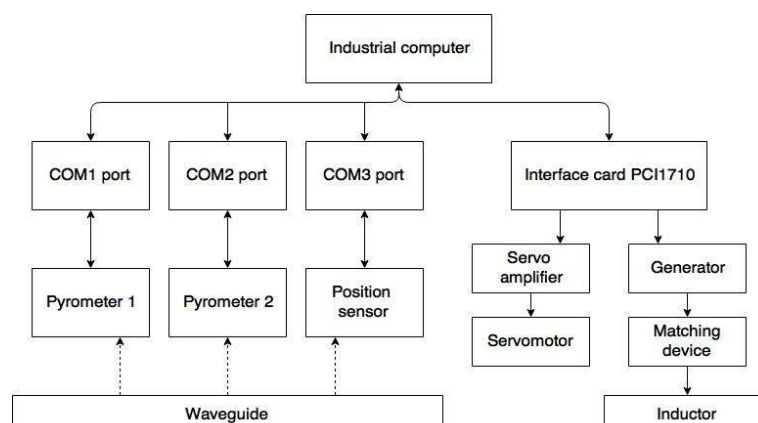 Industrial computer
COM1 port
COM2 port
COM3 port
Interface card PCI1710
Pyrometer 1
Pyrometer 2
Position
sensor
Servo
amplifier
Generator
Servomotor
Matching
device
Waveguide
Inductor